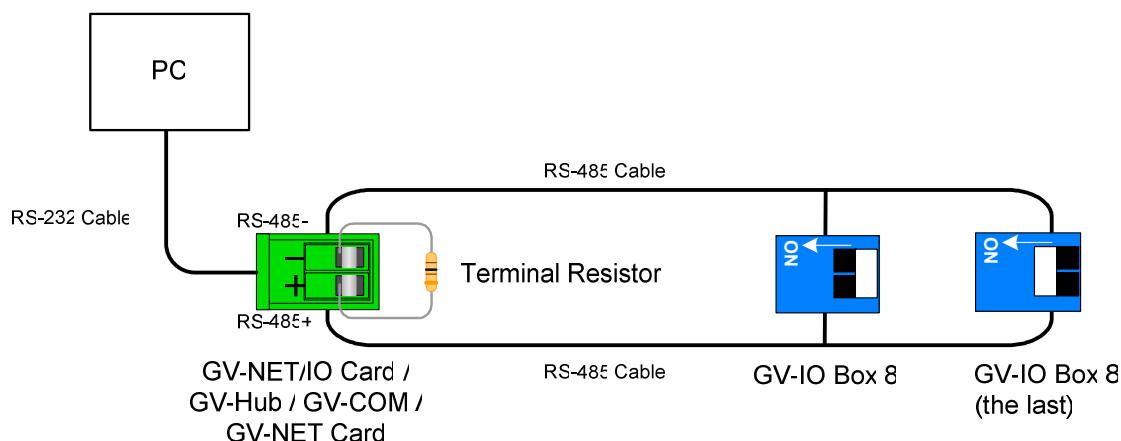 PC
RS-485 Cable
RS-232 Cable
RS-485-
−
+
RS-485+
Terminal Resistor
ON
ON
GV-NET/IO Card /
GV-Hub / GV-COM /
GV-NET Card
RS-485 Cable
GV-IO Box 8
GV-IO Box 8
(the last)